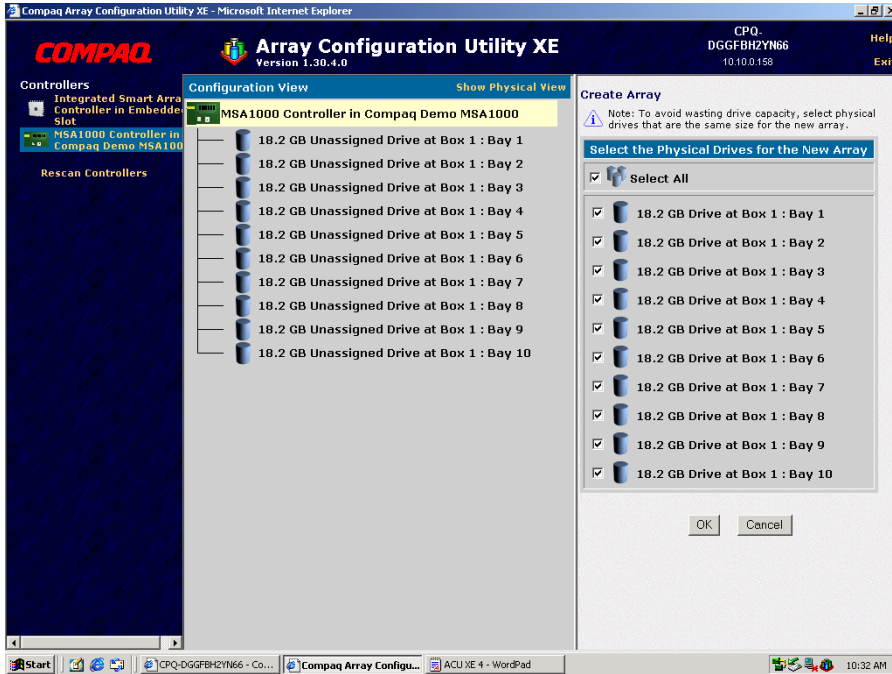 Compaq Array Configuration Utility XE - Microsoft Internet Explorer
COMPAQ
Array Configuration Utility XE
Version 1.30.4.0
CPQ-
DGGFBH2YN66
10.10.0.158
Help
Exi
Controllers
Integrated Smart Arra
Controller in Embedde
Slot
MSA1000 Controller in
Compaq Demo MSA100
Rescan Controllers
Configuration View
Show Physical View
MSA1000 Controller in Compaq Demo MSA1000
18.2 GB Unassigned Drive at Box 1 : Bay 1
18.2 GB Unassigned Drive at Box 1 : Bay 2
18.2 GB Unassigned Drive at Box 1 : Bay 3
18.2 GB Unassigned Drive at Box 1 : Bay 4
18.2 GB Unassigned Drive at Box 1 : Bay 5
18.2 GB Unassigned Drive at Box 1 : Bay 6
18.2 GB Unassigned Drive at Box 1 : Bay 7
18.2 GB Unassigned Drive at Box 1 : Bay 8
18.2 GB Unassigned Drive at Box 1 : Bay 9
18.2 GB Unassigned Drive at Box 1 : Bay 10
Create Array
Note: To avoid wasting drive capacity, select physical
drives that are the same size for the new array.
Select the Physical Drives for the New Array
Select All
18.2 GB Drive at Box 1 : Bay 1
18.2 GB Drive at Box 1 : Bay 2
18.2 GB Drive at Box 1 : Bay 3
18.2 GB Drive at Box 1 : Bay 4
18.2 GB Drive at Box 1 : Bay 5
18.2 GB Drive at Box 1 : Bay 6
18.2 GB Drive at Box 1 : Bay 7
18.2 GB Drive at Box 1 : Bay 8
18.2 GB Drive at Box 1 : Bay 9
18.2 GB Drive at Box 1 : Bay 10
OK
Cancel
Start
CPQ-DGGFBH2YN66 - Co...
Compaq Array Configu...
ACU XE 4 - WordPad
10:32 AM